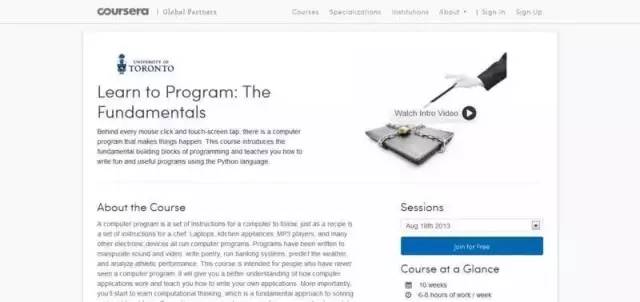 coursera | Global Partners
Courses Specializations Institutions About | Sign In Sign Up
UNIVERSITY OF
TORONTO
Learn to Program: The
Fundamentals
Watch Intro Video
Behind every mouse click and touch-screen tap, there is a computer
program that makes things happen. This course introduces the
fundamental building blocks of programming and teaches you how to
write fun and useful programs using the Python language.
About the Course
A computer program is a set of instructions for a computer to follow, just as a recipe is
a set of instructions for a chef. Laptops, kitchen appliances, MP3 players, and many
other electronic devices all run computer programs. Programs have been written to
manipulate sound and video, write poetry, run banking systems, predict the weather,
and analyze athletic performance. This course is intended for people who have never
seen a computer program. It will give you a better understanding of how computer
applications work and teach you how to write your own applications. More importantly,
you'll start to learn computational thinking, which is a fundamental approach to solving
Sessions
Aug 19th 2013
Join for Free
Course at a Glance
10 weeks
6-8 hours of work / week